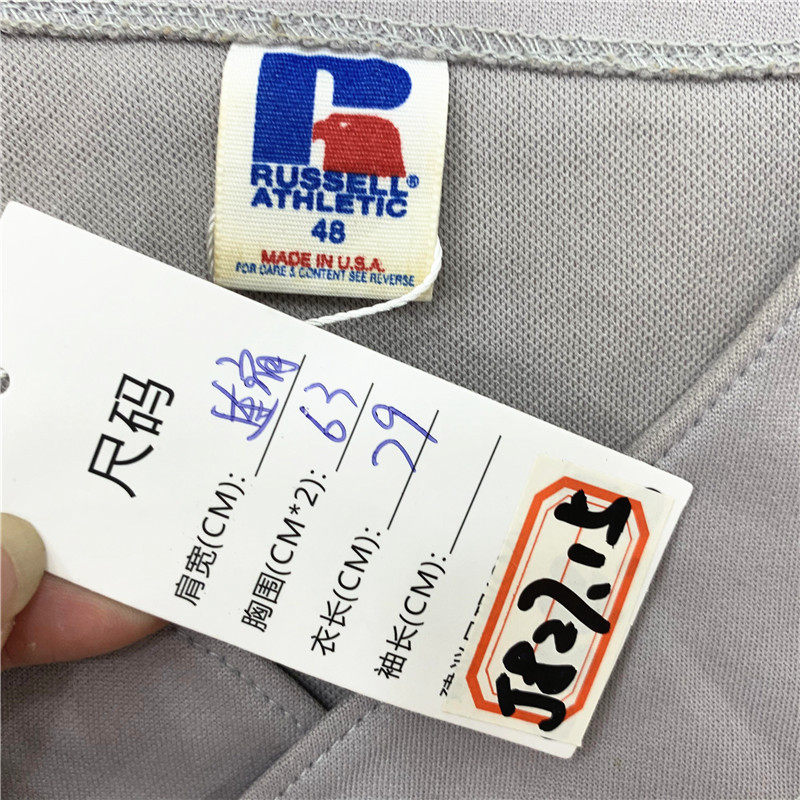 RUSSELL®
ATHLETIC
48
MADE IN U.S.A.
FOR CARE & CONTENT SEE REVERSE
尺码
肩宽(CM): 连肩
胸围(CM*2): 63
衣长(CM): 79
袖长(CM):